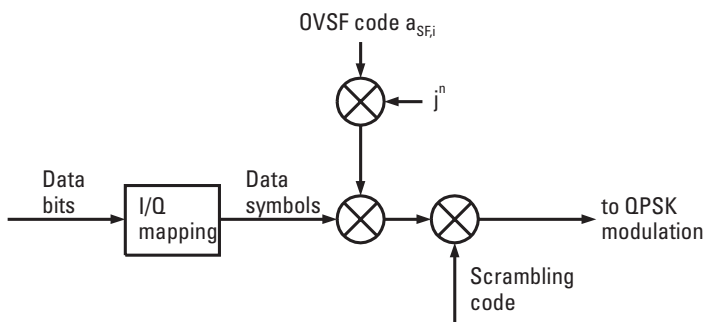 OVSF code a_SF,i
j^n
Data
bits
I/Q
mapping
Data
symbols
to QPSK
modulation
Scrambling
code